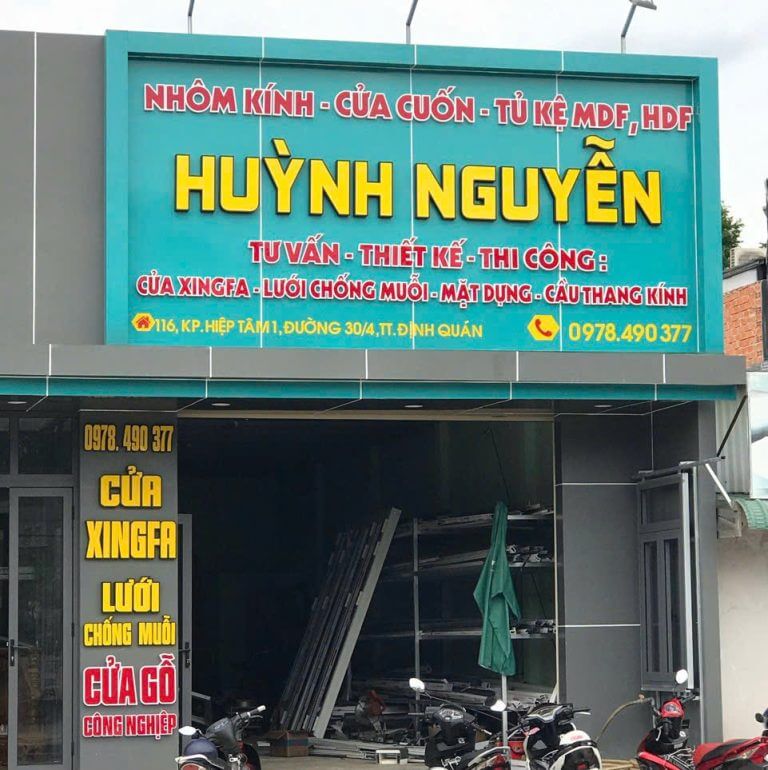 NHÔM KÍNH - CỬA CUỐN - TỦ KỆ MDF, HDF
HUỲNH NGUYỄN
TƯ VẤN - THIẾT KẾ - THI CÔNG :
CỬA XINGFA - LƯỚI CHỐNG MUỖI - MẶT DỰNG - CẦU THANG KÍNH
116, KP. HIỆP TÂM 1, ĐƯỜNG 30/4, TT. ĐỊNH QUÁN
0978.490 377
0978. 490 377
CỬA
XINGFA
LƯỚI
CHỐNG MUỖI
CỬA GỖ
CÔNG NGHIỆP